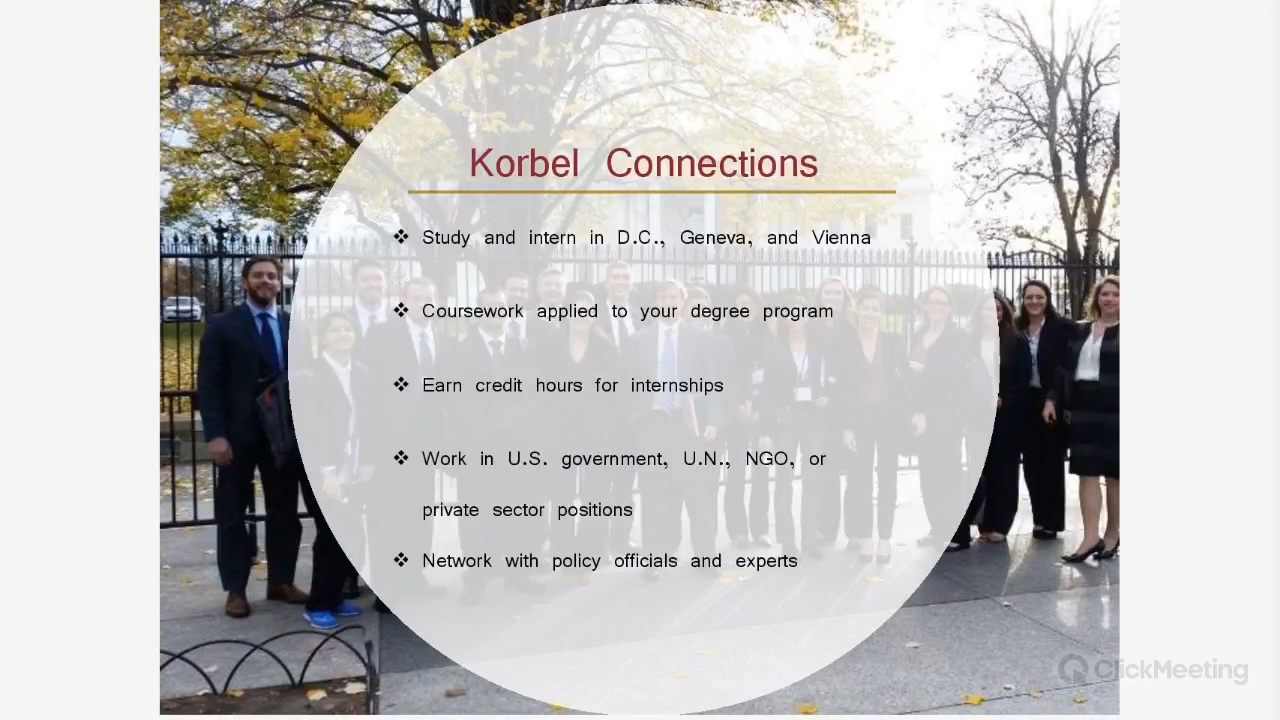 Korbel Connections
❖ Study and intern in D.C., Geneva, and Vienna
❖ Coursework applied to your degree program
❖ Earn credit hours for internships
❖ Work in U.S. government, U.N., NGO, or
private sector positions
❖ Network with policy officials and experts
ClickMeeting